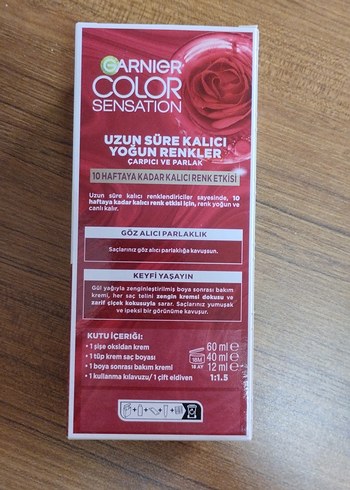 GARNIER
COLOR
SENSATION
UZUN SÜRE KALICI
YOĞUN RENKLER
ÇARPICI VE PARLAK
10 HAFTAYA KADAR KALICI RENK ETKİSİ
Uzun süre kalıcı renklendiriciler sayesinde, 10
haftaya kadar kalıcı renk etkisi için, renk yoğun ve
canlı kalır.
GÖZ ALICI PARLAKLIK
Saçlarınız göz alıcı parlaklığa kavuşsun.
KEYFİ YAŞAYIN
Gül yağıyla zenginleştirilmiş boya sonrası bakım
kremi, her saç telini zengin kremsi dokusu ve
zarif çiçek kokusuyla sarar. Saçlarınız yumuşak
ve ipeksi bir görünüme kavuşur.
KUTU İÇERİĞİ:
• 1 şişe oksidan krem 60 ml e
• 1 tüp krem saç boyası 40 ml e
• 1 boya sonrası bakım kremi 12 ml e
• 1 kullanma kılavuzu/ 1 çift eldiven 1:1.5
18M
18 AY